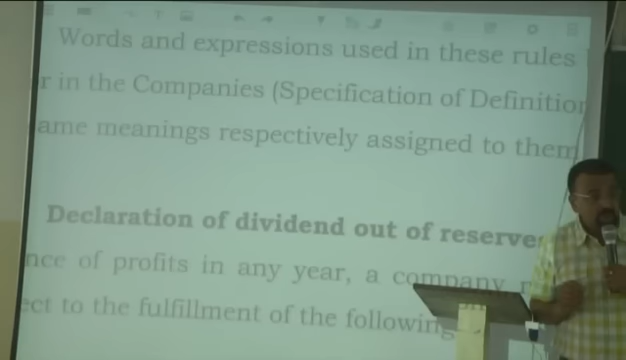 Words and expressions used in these rules
r in the Companies (Specification of Definition
ame meanings respectively assigned to them
Declaration of dividend out of reserve
nce of profits in any year, a company
ect to the fulfillment of the following